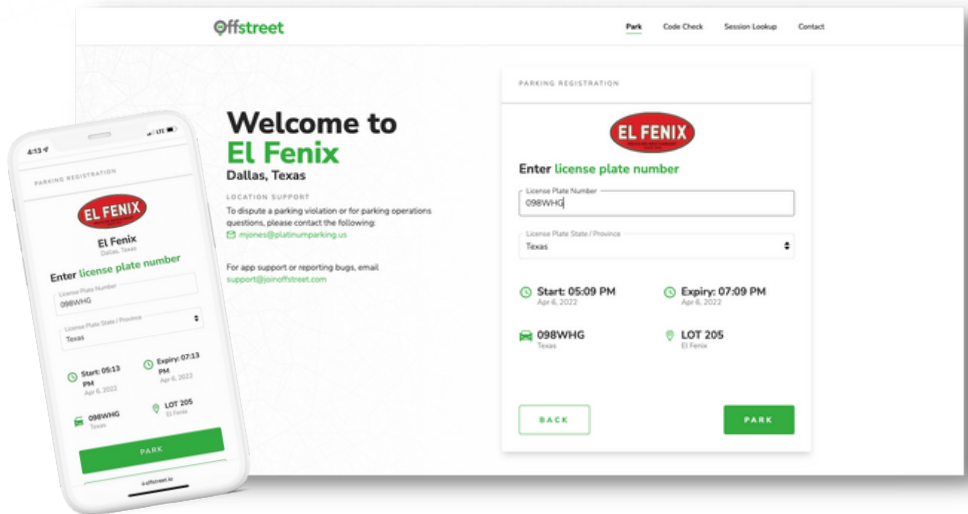 Offstreet
Park Code Check Session Lookup Contact
Welcome to
El Fenix
Dallas, Texas
LOCATION SUPPORT
To dispute a parking violation or for parking operations
questions, please contact the following:
mjones@platinumparking.us
For app support or reporting bugs, email
support@joinoffstreet.com
PARKING REGISTRATION
EL FENIX
Enter license plate number
License Plate Number
098WHG
License Plate State / Province
Texas
Start: 05:09 PM
Apr 6, 2022
Expiry: 07:09 PM
Apr 6, 2022
098WHG
Texas
LOT 205
El Fenix
BACK
PARK
4:13
LTE
PARKING REGISTRATION
EL FENIX
El Fenix
Dallas, Texas
Enter license plate number
License Plate Number
098WHG
License Plate State / Province
Texas
Start: 05:13
PM
Apr 6, 2022
Expiry: 07:13
PM
Apr 6, 2022
098WHG
Texas
LOT 205
El Fenix
PARK